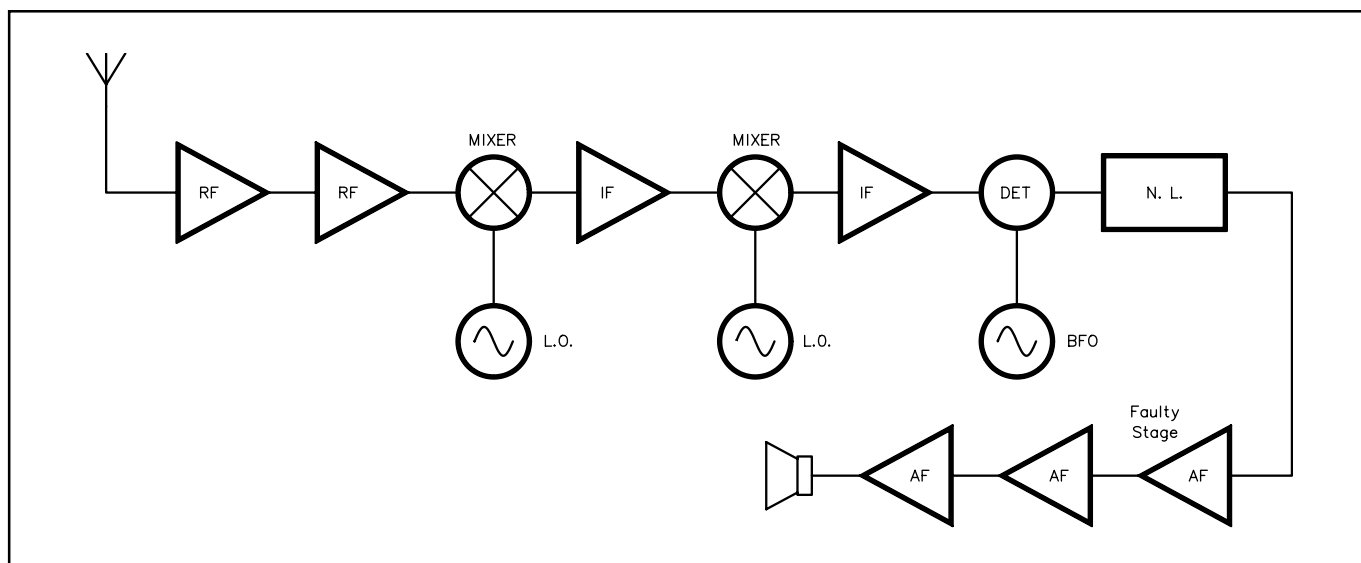 MIXER
MIXER
RF
RF
IF
IF
DET
N. L.
L.O.
L.O.
BFO
Faulty
Stage
AF
AF
AF